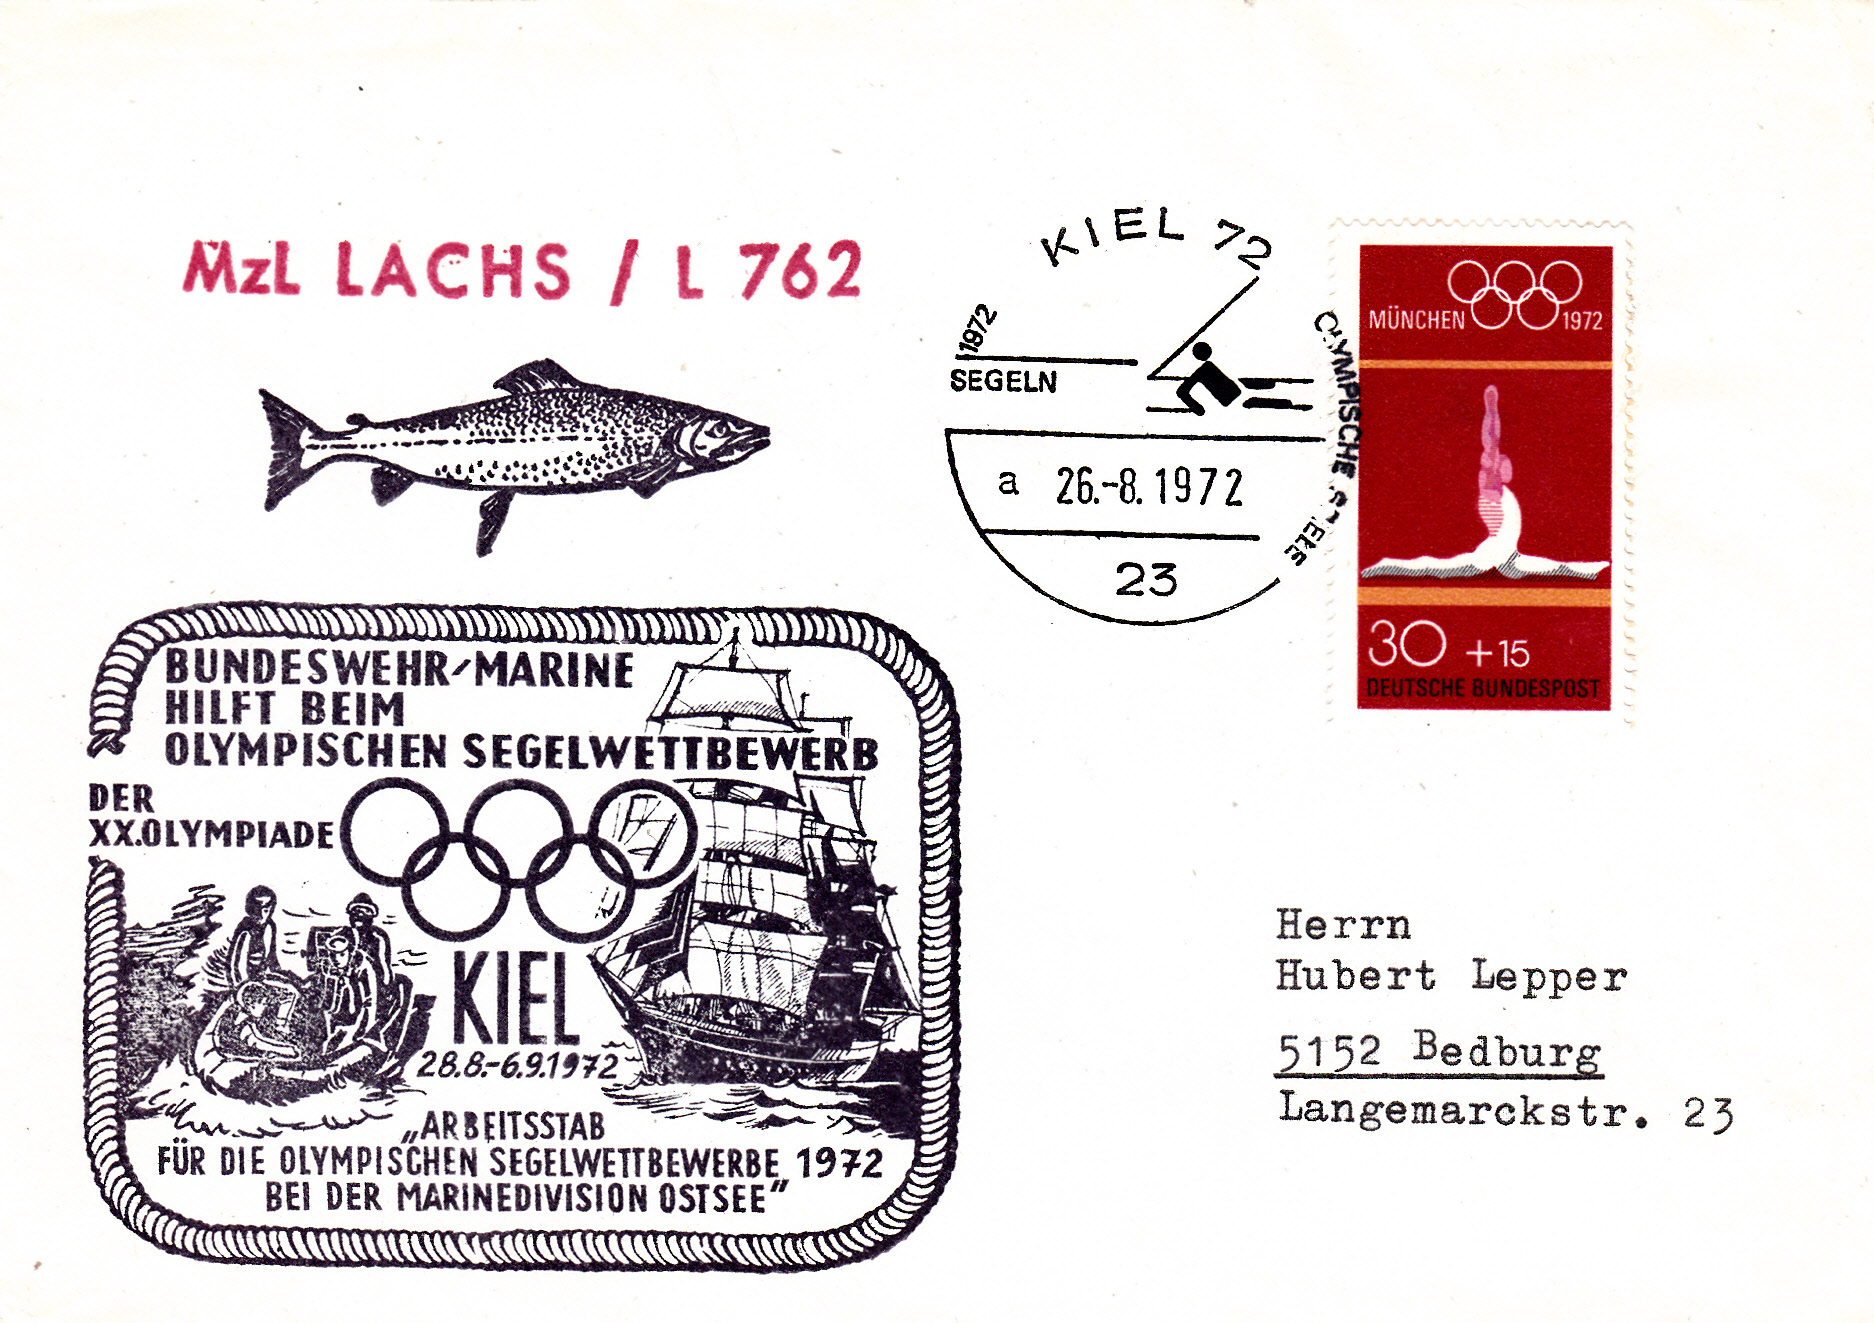 MzL LACHS / L 762
KIEL 72
1972
SEGELN
OLYMPISCHE SPIELE
a 26.-8.1972
23
MÜNCHEN 1972
30 +15
DEUTSCHE BUNDESPOST
BUNDESWEHR-MARINE
HILFT BEIM
OLYMPISCHEN SEGELWETTBEWERB
DER
XX.OLYMPIADE
KIEL
28.8.-6.9.1972
„ARBEITSSTAB
FÜR DIE OLYMPISCHEN SEGELWETTBEWERBE 1972
BEI DER MARINEDIVISION OSTSEE"
Herrn
Hubert Lepper
5152 Bedburg
Langemarckstr. 23